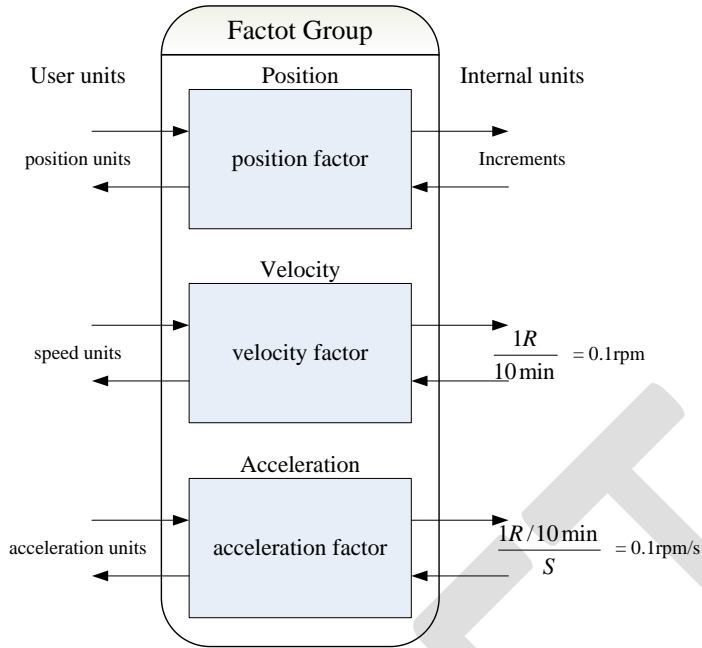 Factot Group
User units
Position
Internal units
position units
position factor
Increments
Velocity
speed units
velocity factor
1R
10 min
= 0.1rpm
Acceleration
acceleration units
acceleration factor
1R/10 min
S
= 0.1rpm/s